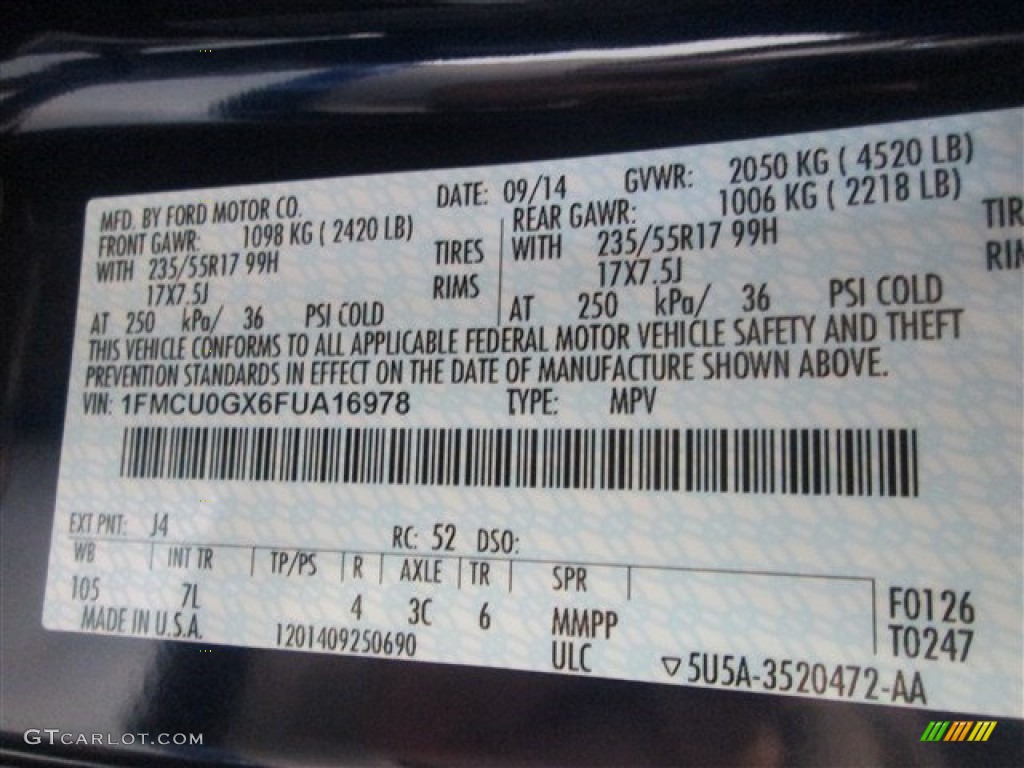 MFD. BY FORD MOTOR CO. DATE: 09/14 GVWR: 2050 KG ( 4520 LB)
FRONT GAWR: 1098 KG ( 2420 LB) REAR GAWR: 1006 KG ( 2218 LB)
WITH 235/55R17 99H TIRES WITH 235/55R17 99H TIR
17X7.5J RIMS 17X7.5J RIM
AT 250 kPa/ 36 PSI COLD AT 250 kPa/ 36 PSI COLD
THIS VEHICLE CONFORMS TO ALL APPLICABLE FEDERAL MOTOR VEHICLE SAFETY AND THEFT
PREVENTION STANDARDS IN EFFECT ON THE DATE OF MANUFACTURE SHOWN ABOVE.
VIN: 1FMCU0GX6FUA16978 TYPE: MPV
EXT PNT: J4 RC: 52 DSO:
WB INT TR TP/PS R AXLE TR SPR
105 7L 4 3C 6 MMPP F0126
MADE IN U.S.A. 1201409250690 ULC T0247
5U5A-3520472-AA
GTCARLOT.COM